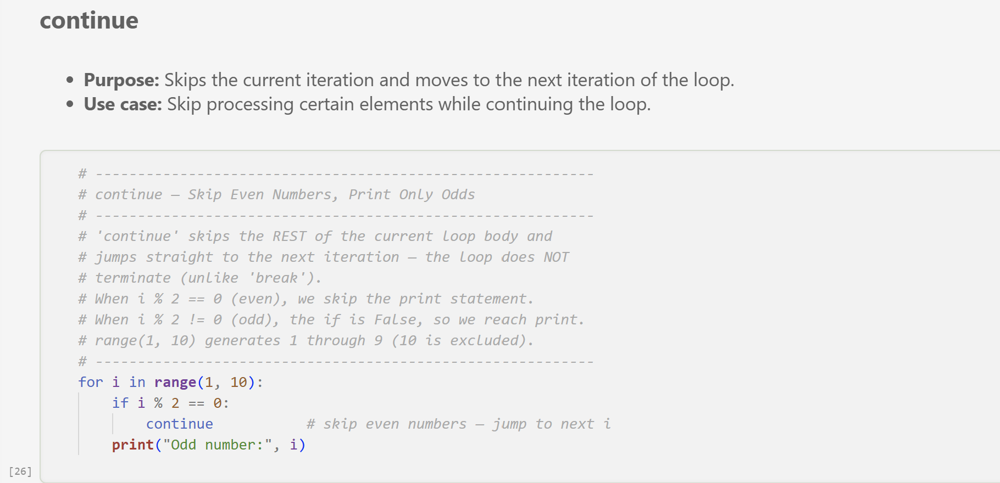 continue
• Purpose: Skips the current iteration and moves to the next iteration of the loop.
• Use case: Skip processing certain elements while continuing the loop.
# -----------------------------------------------------------
# continue — Skip Even Numbers, Print Only Odds
# -----------------------------------------------------------
# 'continue' skips the REST of the current loop body and
# jumps straight to the next iteration — the loop does NOT
# terminate (unlike 'break').
# When i % 2 == 0 (even), we skip the print statement.
# When i % 2 != 0 (odd), the if is False, so we reach print.
# range(1, 10) generates 1 through 9 (10 is excluded).
# -----------------------------------------------------------
for i in range(1, 10):
    if i % 2 == 0:
        continue           # skip even numbers — jump to next i
    print("Odd number:", i)
[26]